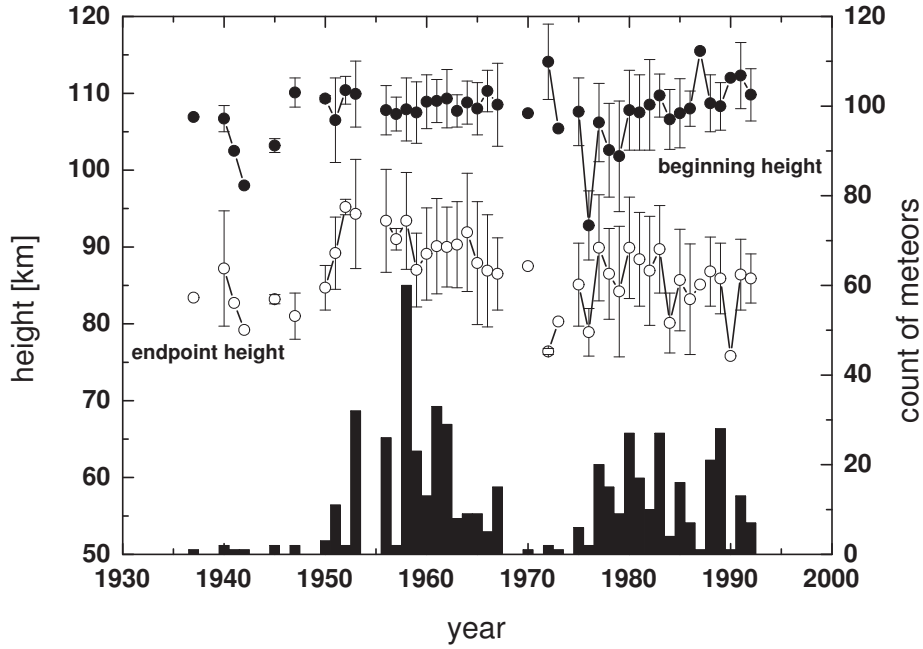 120
110
100
90
80
70
60
50
height [km]
120
100
80
60
40
20
0
count of meteors
beginning height
endpoint height
1930 1940 1950 1960 1970 1980 1990 2000
year